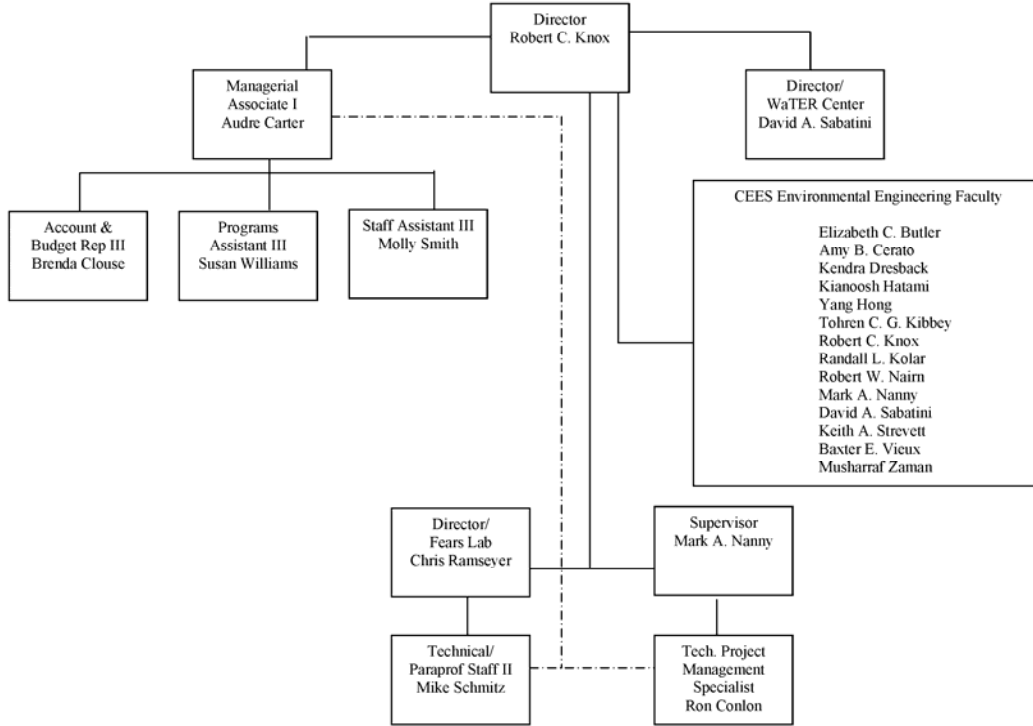 Director
Robert C. Knox
Managerial
Associate I
Audre Carter
Director/
WaTER Center
David A. Sabatini
Account &
Budget Rep III
Brenda Clouse
Programs
Assistant III
Susan Williams
Staff Assistant III
Molly Smith
CEES Environmental Engineering Faculty
Elizabeth C. Butler
Amy B. Cerato
Kendra Dresback
Kianoosh Hatami
Yang Hong
Tohren C. G. Kibbey
Robert C. Knox
Randall L. Kolar
Robert W. Nairn
Mark A. Nanny
David A. Sabatini
Keith A. Strevett
Baxter E. Vieux
Musharraf Zaman
Director/
Fears Lab
Chris Ramseyer
Supervisor
Mark A. Nanny
Technical/
Paraprof Staff II
Mike Schmitz
Tech. Project
Management
Specialist
Ron Conlon